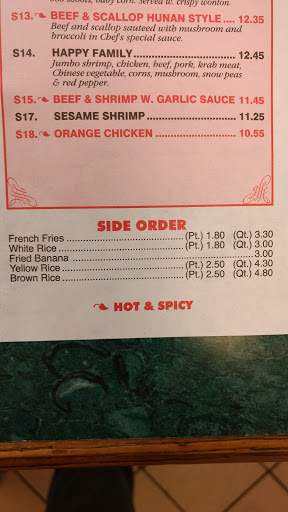 baby corn. Served w. crispy wonton.
S13. BEEF & SCALLOP HUNAN STYLE .... 12.35
Beef and scallop sauteed with mushroom and
broccoli in Chef's special sauce.
S14. HAPPY FAMILY .................... 12.45
Jumbo shrimp, chicken, beef, pork, krab meat,
Chinese vegetable, corns, mushroom, snow peas
& red pepper.
S15. BEEF & SHRIMP W. GARLIC SAUCE 11.45
S17. SESAME SHRIMP .................... 11.25
S18. ORANGE CHICKEN .................. 10.55
SIDE ORDER
French Fries ........................ (Pt.) 1.80 (Qt.) 3.30
White Rice .......................... (Pt.) 1.80 (Qt.) 3.00
Fried Banana ........................ 3.00
Yellow Rice ......................... (Pt.) 2.50 (Qt.) 4.30
Brown Rice .......................... (Pt.) 2.50 (Qt.) 4.80
HOT & SPICY